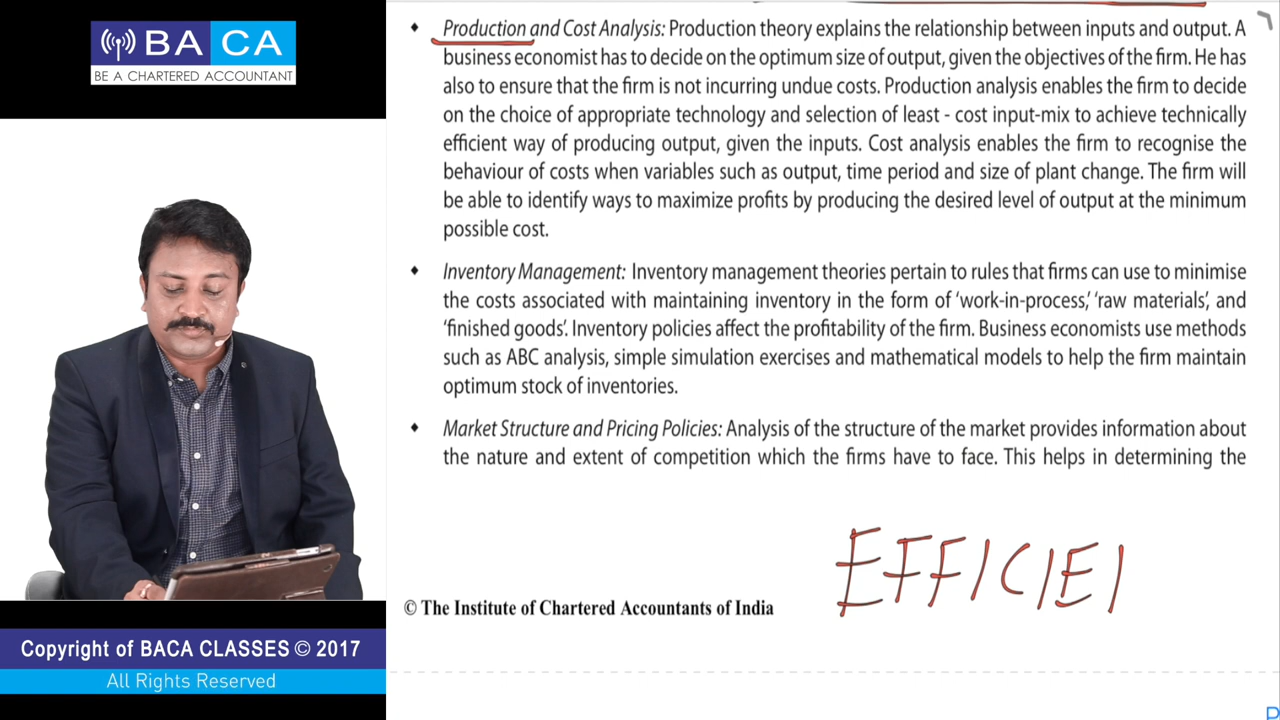 BA CA
BE A CHARTERED ACCOUNTANT
♦ Production and Cost Analysis: Production theory explains the relationship between inputs and output. A
business economist has to decide on the optimum size of output, given the objectives of the firm. He has
also to ensure that the firm is not incurring undue costs. Production analysis enables the firm to decide
on the choice of appropriate technology and selection of least - cost input-mix to achieve technically
efficient way of producing output, given the inputs. Cost analysis enables the firm to recognise the
behaviour of costs when variables such as output, time period and size of plant change. The firm will
be able to identify ways to maximize profits by producing the desired level of output at the minimum
possible cost.
♦ Inventory Management: Inventory management theories pertain to rules that firms can use to minimise
the costs associated with maintaining inventory in the form of ‘work-in-process,’ ‘raw materials’, and
‘finished goods’. Inventory policies affect the profitability of the firm. Business economists use methods
such as ABC analysis, simple simulation exercises and mathematical models to help the firm maintain
optimum stock of inventories.
♦ Market Structure and Pricing Policies: Analysis of the structure of the market provides information about
the nature and extent of competition which the firms have to face. This helps in determining the
EFFICIEI
© The Institute of Chartered Accountants of India
Copyright of BACA CLASSES © 2017
All Rights Reserved